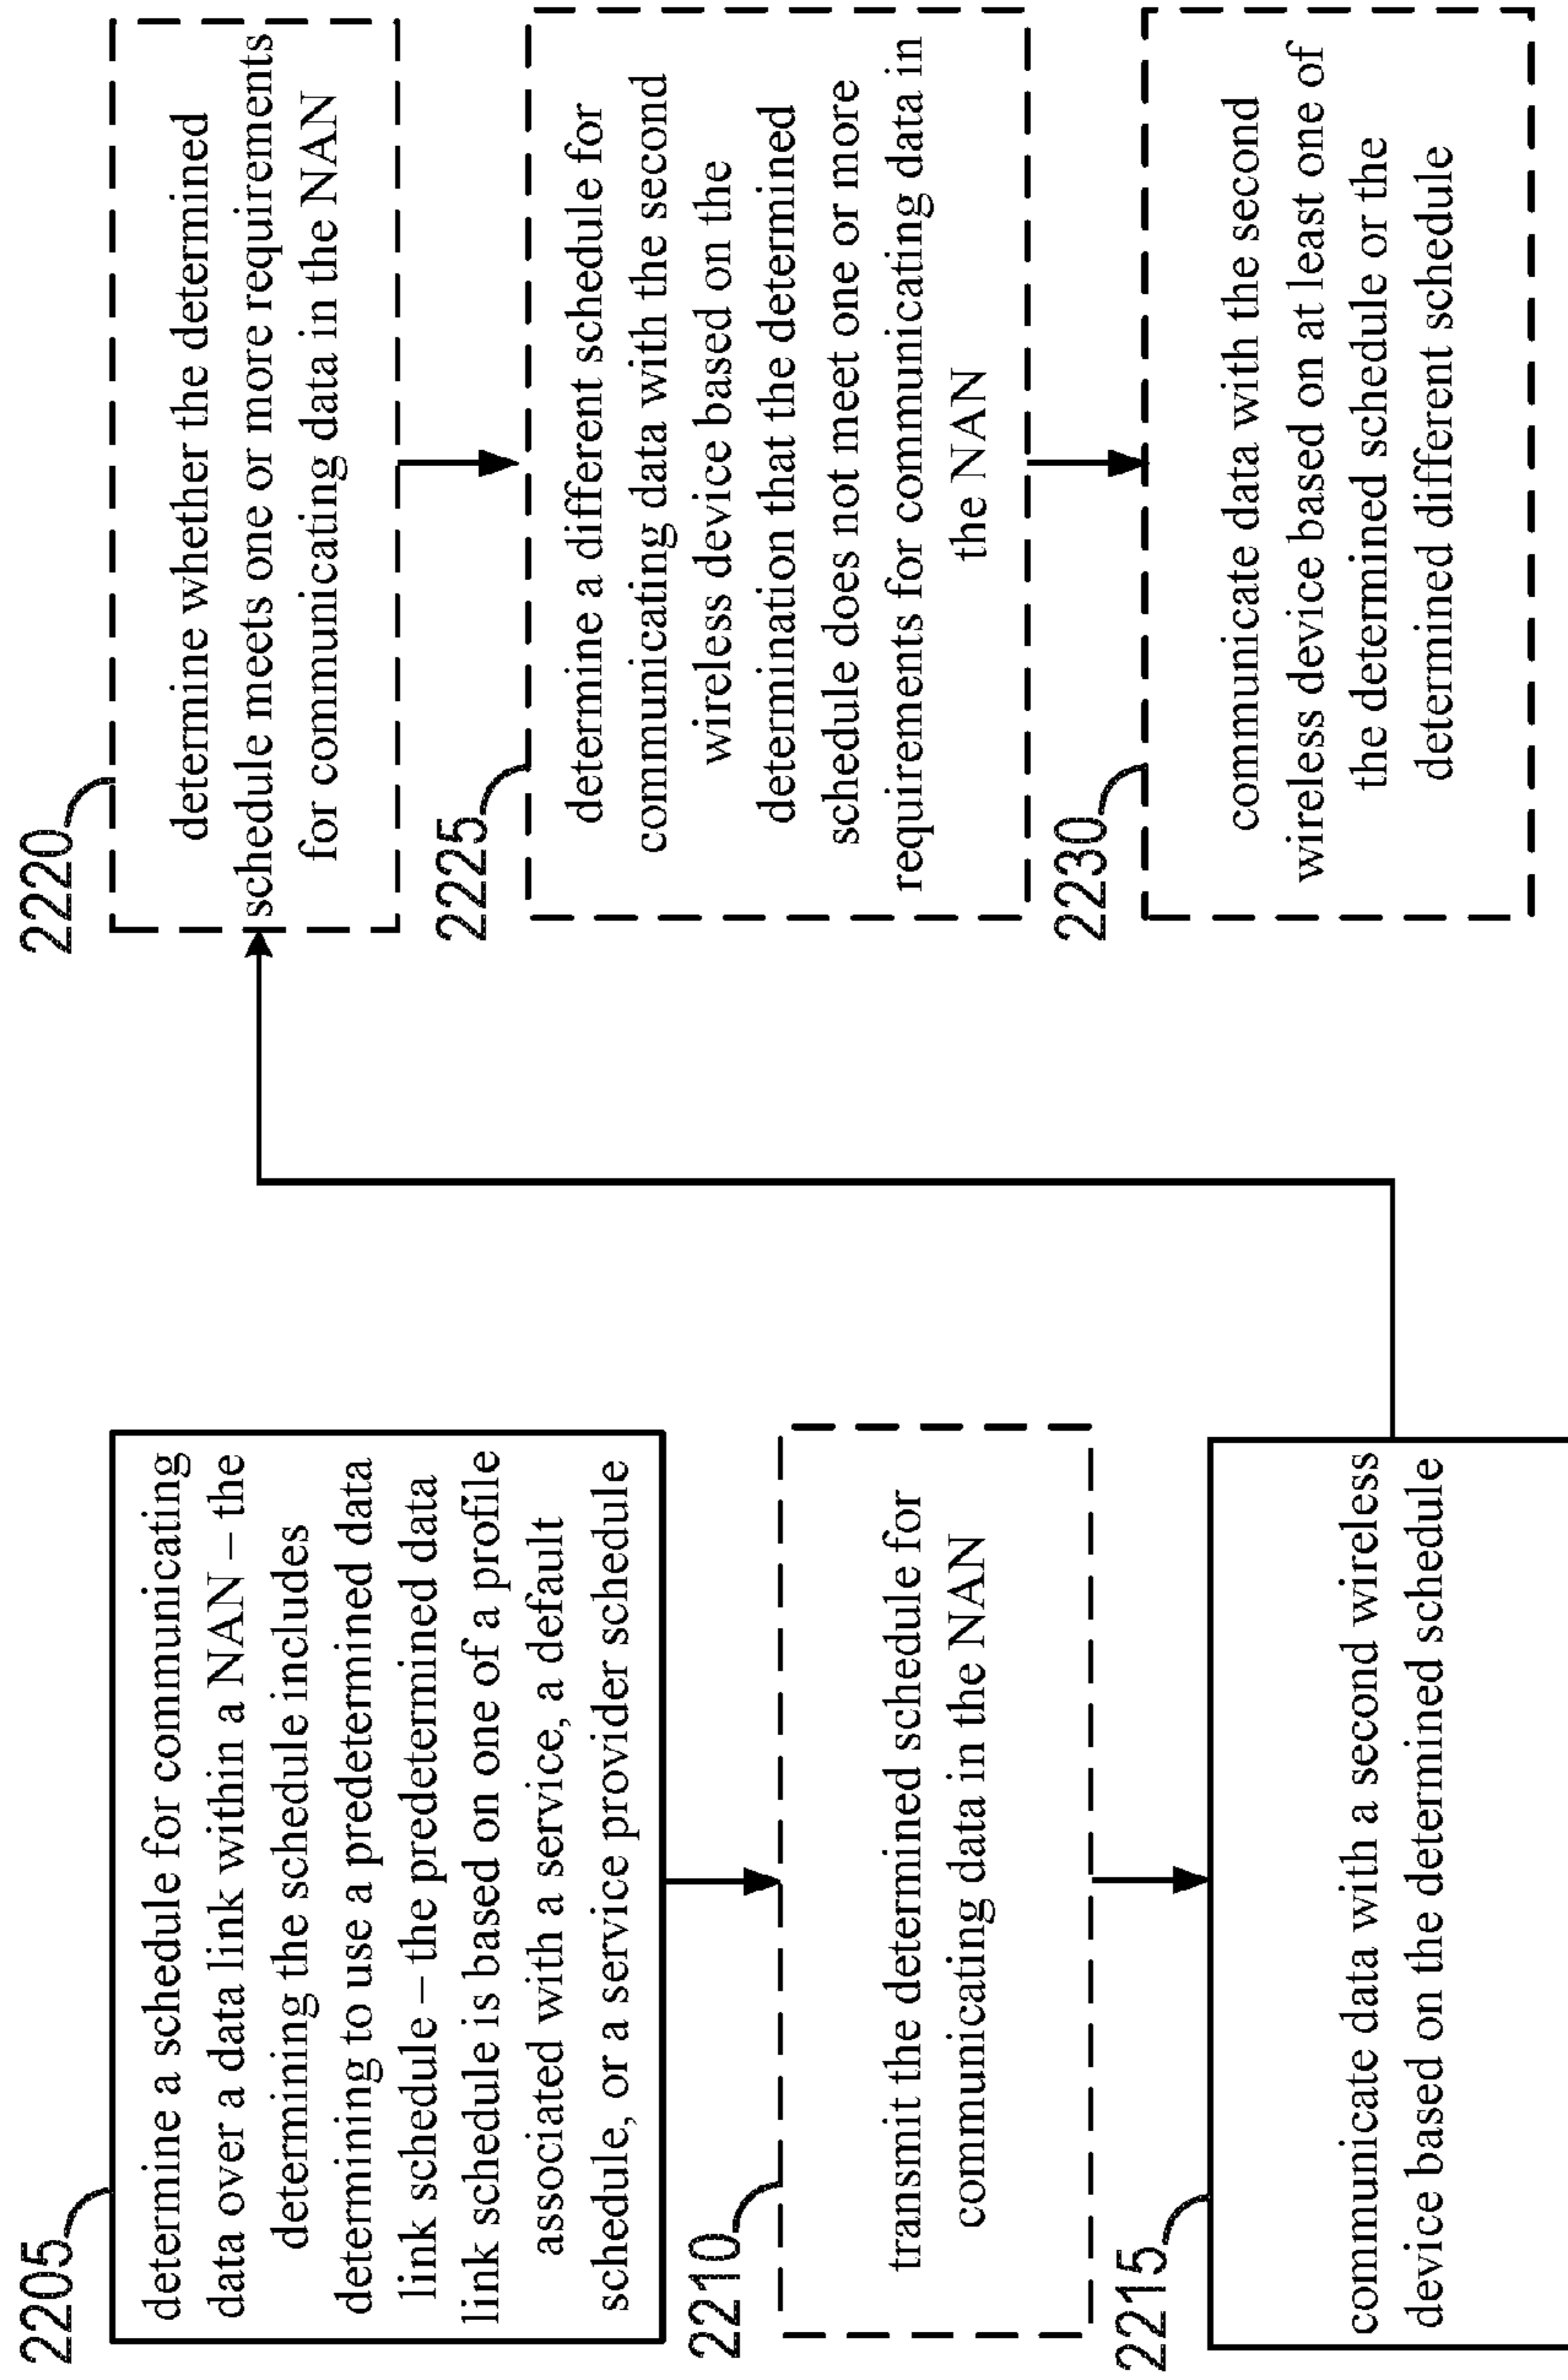 2205
determine a schedule for communicating
data over a data link within a NAN – the
determining the schedule includes
determining to use a predetermined data
link schedule – the predetermined data
link schedule is based on one of a profile
associated with a service, a default
schedule, or a service provider schedule
2210
transmit the determined schedule for
communicating data in the NAN
2215
communicate data with a second wireless
device based on the determined schedule
2220
determine whether the determined
schedule meets one or more requirements
for communicating data in the NAN
2225
determine a different schedule for
communicating data with the second
wireless device based on the
determination that the determined
schedule does not meet one or more
requirements for communicating data in
the NAN
2230
communicate data with the second
wireless device based on at least one of
the determined schedule or the
determined different schedule